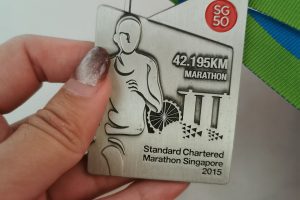 SG
50
42.195KM
MARATHON
Standard Chartered
Marathon Singapore
2015